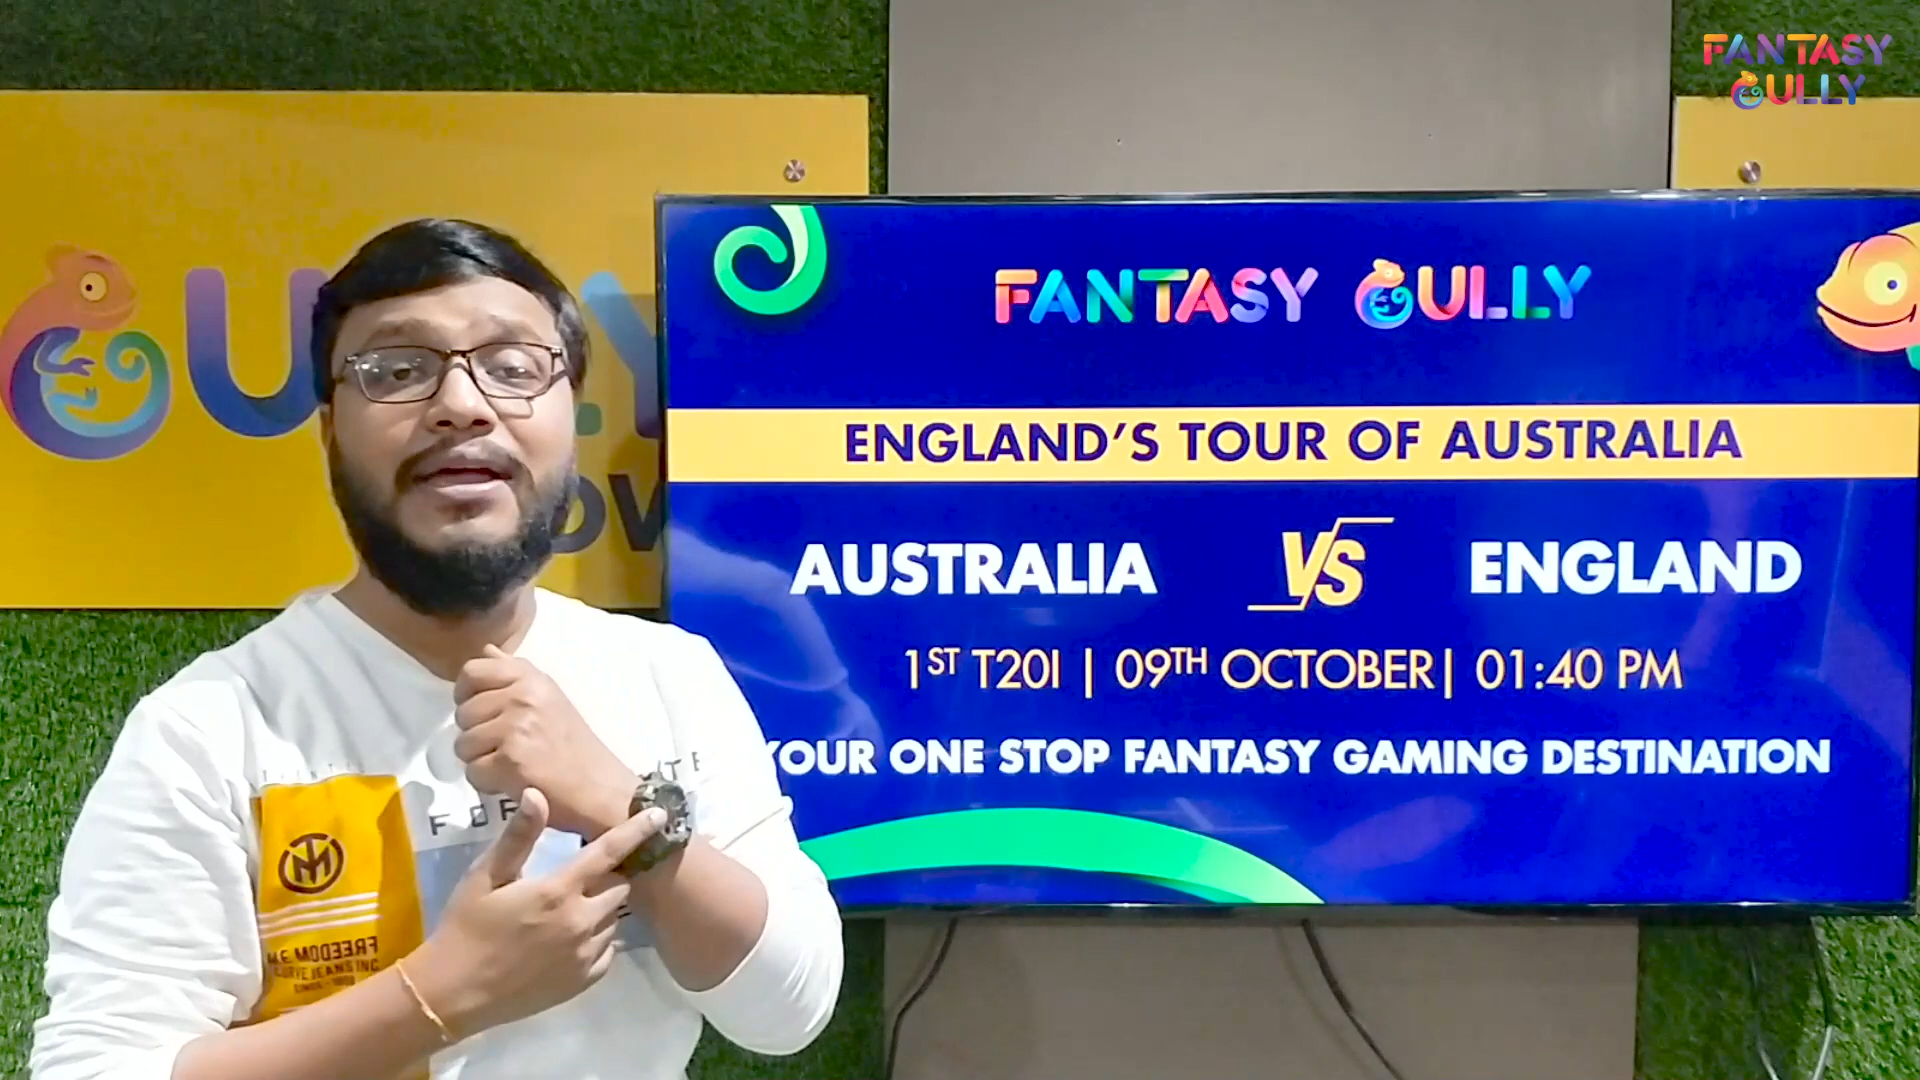 FANTASY
GULLY
FANTASY GULLY
ENGLAND'S TOUR OF AUSTRALIA
AUSTRALIA VS ENGLAND
1ST T20I | 09TH OCTOBER| 01:40 PM
YOUR ONE STOP FANTASY GAMING DESTINATION
FREEDOM